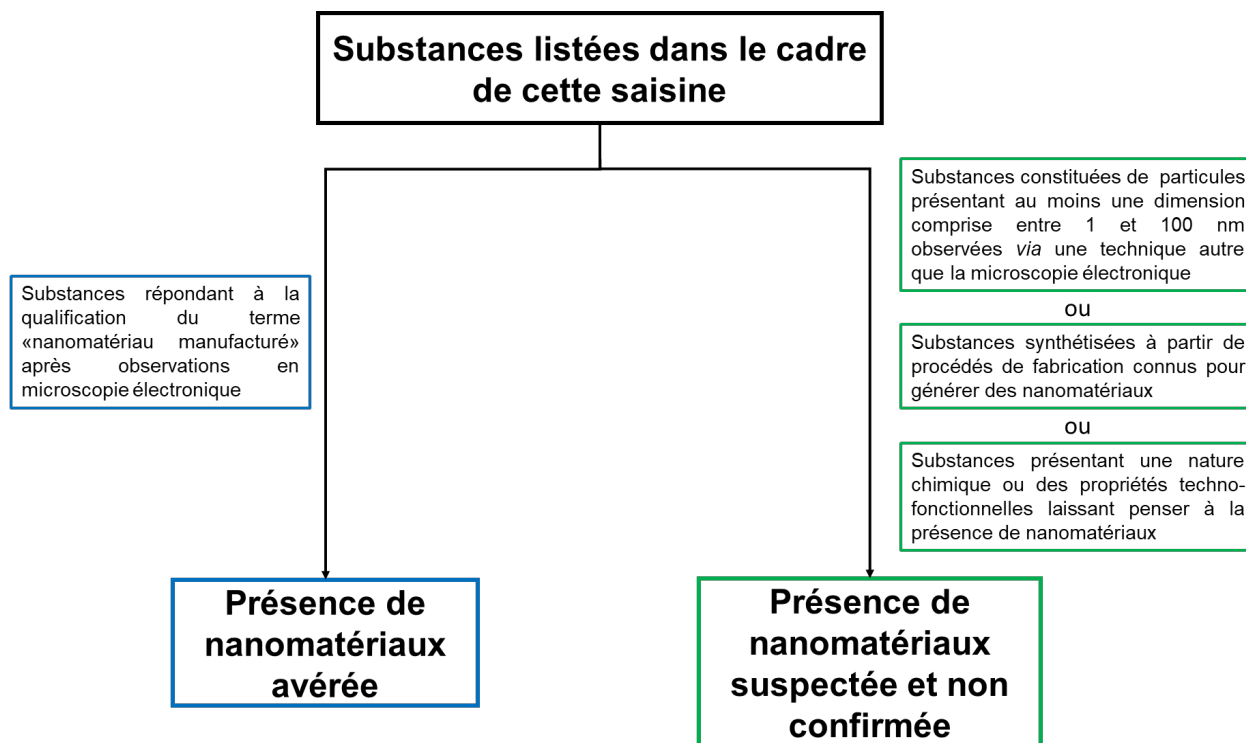 Substances listées dans le cadre
de cette saisine
Substances constituées de particules
présentant au moins une dimension
comprise entre 1 et 100 nm
observées via une technique autre
que la microscopie électronique
ou
Substances répondant à la
qualification du terme
«nanomatériau manufacturé»
après observations en
microscopie électronique
Substances synthétisées à partir de
procédés de fabrication connus pour
générer des nanomatériaux
ou
Substances présentant une nature
chimique ou des propriétés techno-
fonctionnelles laissant penser à la
présence de nanomatériaux
Présence de
nanomatériaux
avérée
Présence de
nanomatériaux
suspectée et non
confirmée